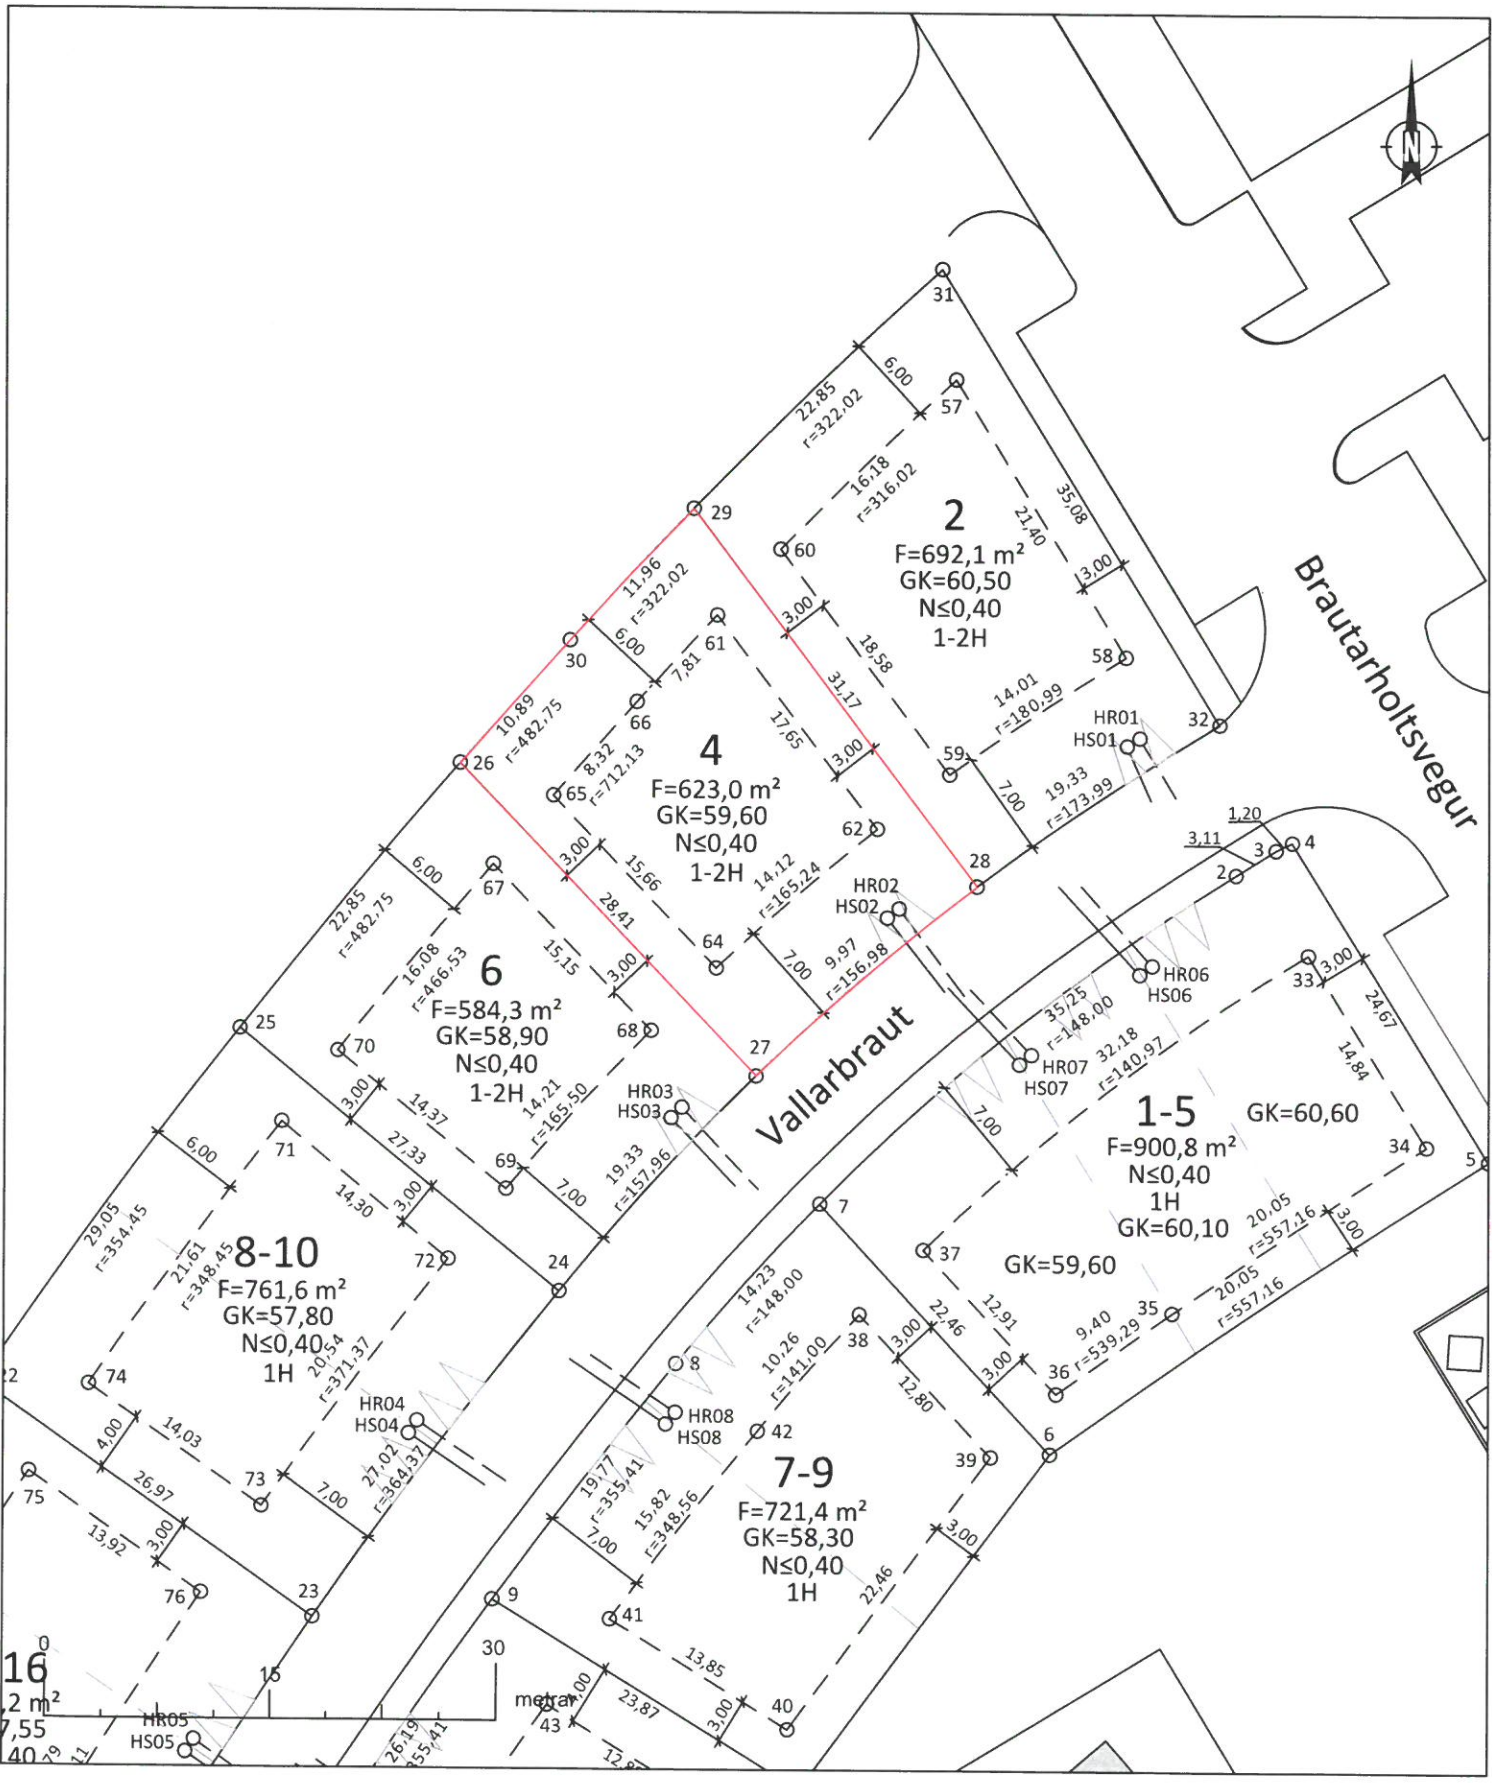 N
31
6,00
57
22,85
r=322,02
16,18
r=316,02
29
60
35,08
21,40
2
F=692,1 m²
GK=60,50
N≤0,40
1-2H
3,00
3,00
18,58
58
14,01
r=180,99
HR01
HS01
32
59
7,00
19,33
r=173,99
Brautarholtsvegur
11,96
r=322,02
30
6,00
61
7,81
66
31,17
17,65
10,89
r=482,75
26
8,32
r=712,13
65
4
F=623,0 m²
GK=59,60
N≤0,40
1-2H
3,00
62
14,12
r=165,24
28
HR02
HS02
3,00
15,66
28,41
64
7,00
9,97
r=156,98
1,20
3,11
4
3
2
6,00
67
22,85
r=482,75
16,08
r=466,53
15,15
6
F=584,3 m²
GK=58,90
N≤0,40
1-2H
3,00
68
25
70
3,00
14,37
27,33
14,21
r=165,50
HR03
HS03
27
69
7,00
19,33
r=157,96
Vallarbraut
HR06
HS06
35,25
r=148,00
32,18
r=140,97
HR07
HS07
33
3,00
24,67
14,84
7,00
1-5
GK=60,60
F=900,8 m²
N≤0,40
1H
GK=60,10
GK=59,60
34
5
20,05
r=557,16
3,00
20,05
r=557,16
7
37
12,91
22,46
3,00
3,00
35
9,40
r=539,29
36
6
6,00
71
14,30
3,00
72
24
29,05
r=354,45
21,61
r=348,45
8-10
F=761,6 m²
GK=57,80
N≤0,40
1H
20,54
r=371,37
22
74
4,00
14,03
26,97
73
7,00
HR04
HS04
27,02
r=364,37
14,23
r=148,00
8
HR08
HS08
10,26
r=141,00
38
12,80
42
39
19,77
r=355,41
15,82
r=348,56
7-9
F=721,4 m²
GK=58,30
N≤0,40
1H
7,00
3,00
22,46
75
13,92
3,00
76
23
9
41
13,85
40
3,00
4,00
23,87
43
16
,2 m²
7,55
40
79
11
0
15
30
metrar
HR05
HS05
26,19
355,41